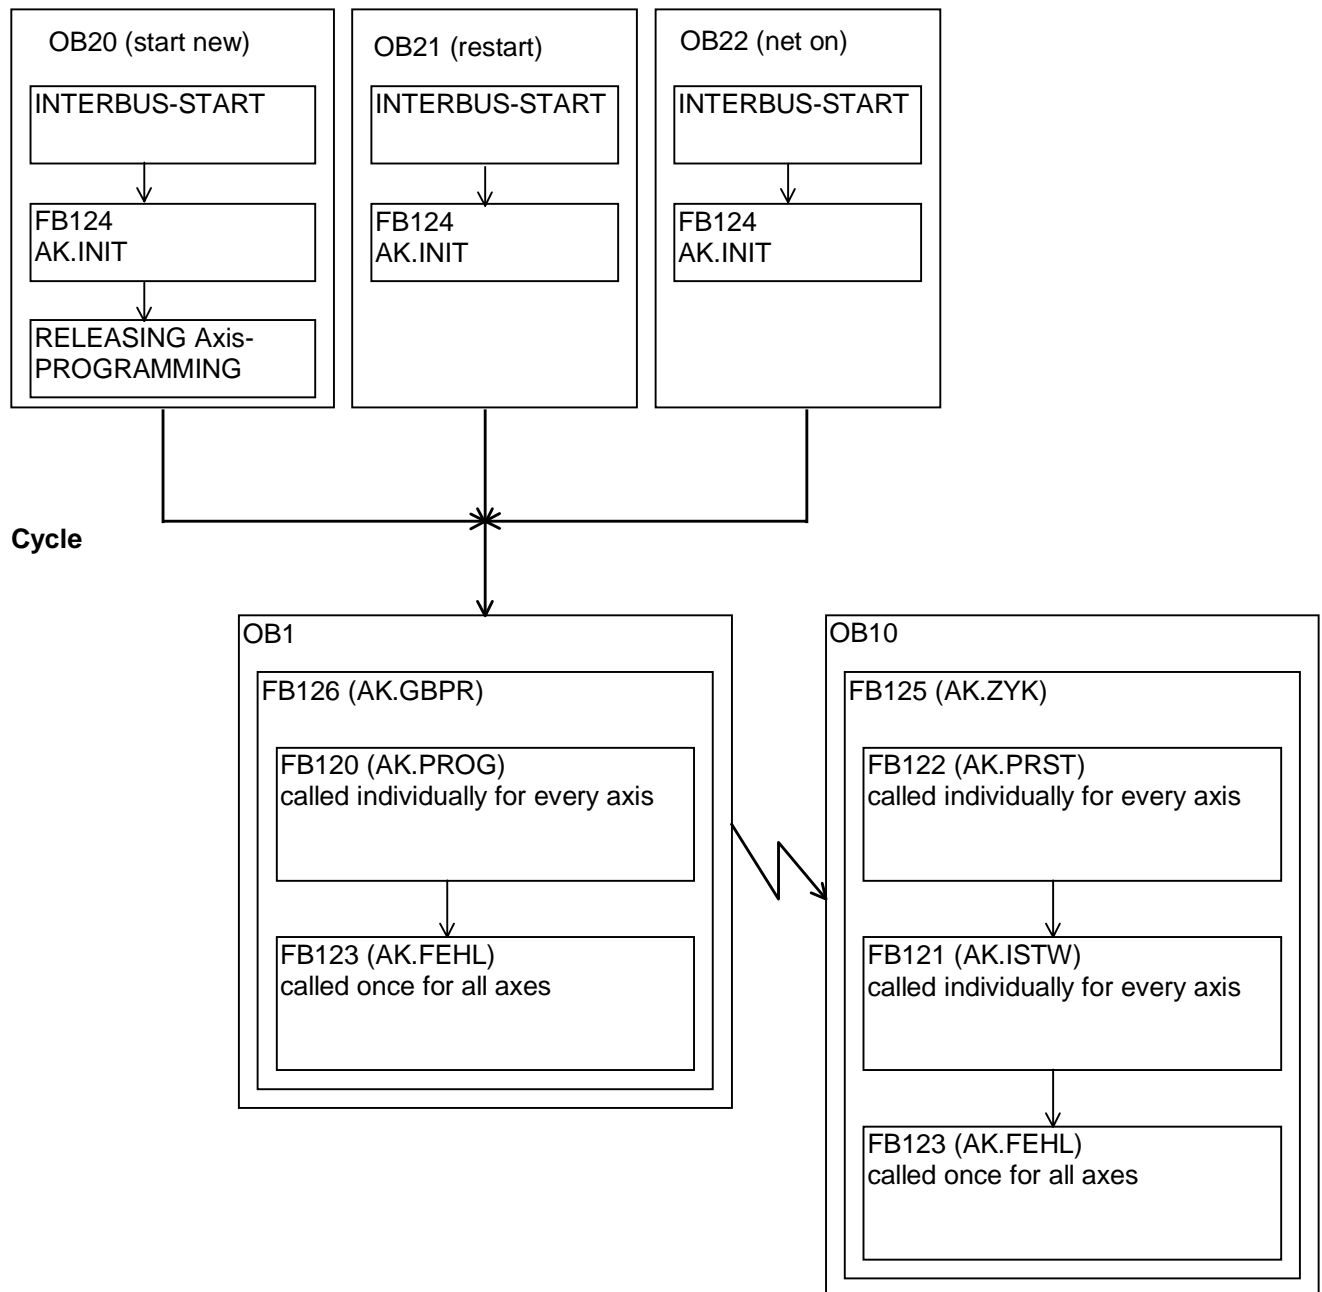 OB20 (start new)
INTERBUS-START
FB124
AK.INIT
RELEASING Axis-
PROGRAMMING
OB21 (restart)
INTERBUS-START
FB124
AK.INIT
OB22 (net on)
INTERBUS-START
FB124
AK.INIT
Cycle
OB1
FB126 (AK.GBPR)
FB120 (AK.PROG)
called individually for every axis
FB123 (AK.FEHL)
called once for all axes
OB10
FB125 (AK.ZYK)
FB122 (AK.PRST)
called individually for every axis
FB121 (AK.ISTW)
called individually for every axis
FB123 (AK.FEHL)
called once for all axes